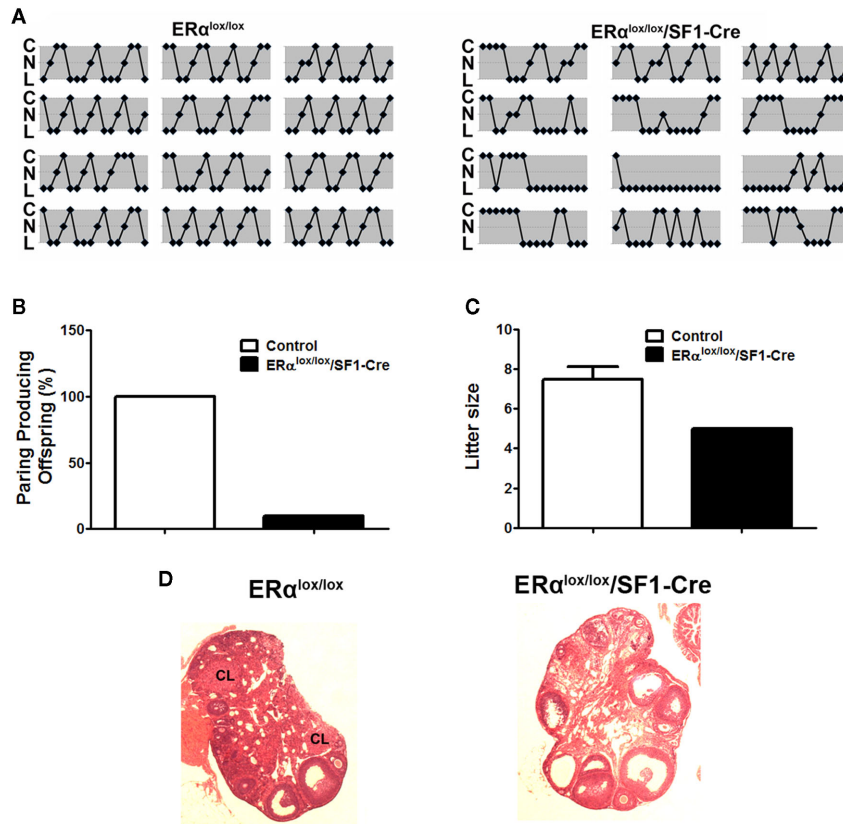 A
ERα^lox/lox
ERα^lox/lox/SF1-Cre
C
N
L
C
N
L
C
N
L
C
N
L
C
N
L
C
N
L
C
N
L
C
N
L
B
Paring Producing
Offspring (%)
150
100
50
0
Control
ERα^lox/lox/SF1-Cre
C
Litter size
10
8
6
4
2
0
Control
ERα^lox/lox/SF1-Cre
D
ERα^lox/lox
CL
CL
ERα^lox/lox/SF1-Cre